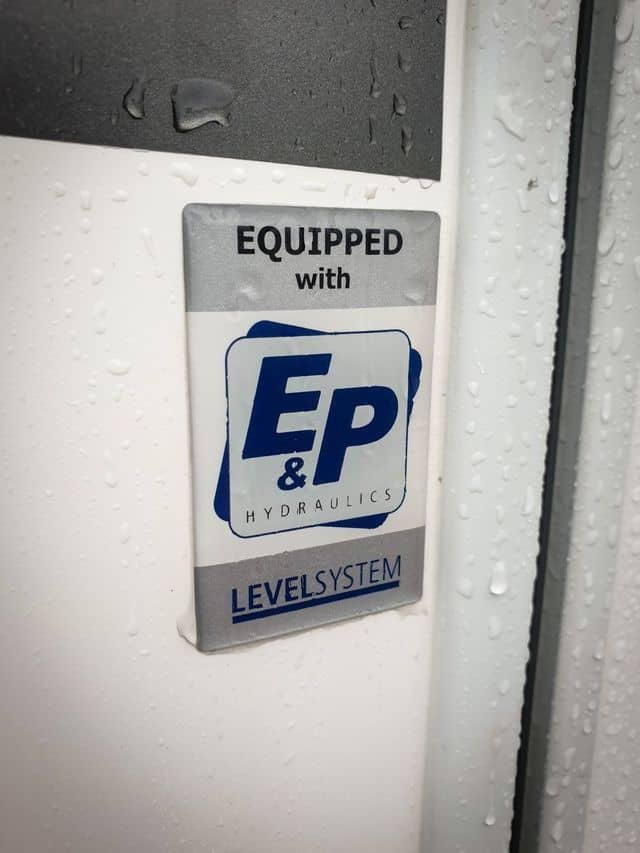 EQUIPPED
with
E&P
HYDRAULICS
LEVELSYSTEM